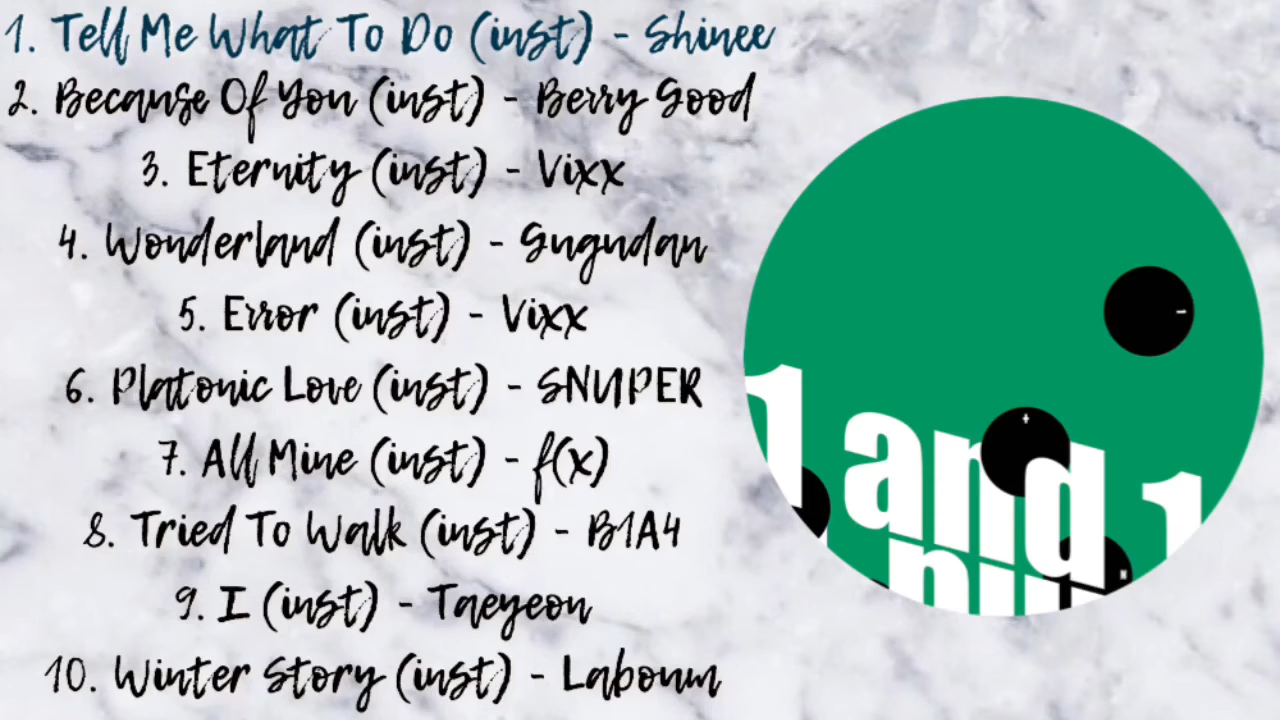 1. Tell Me What To Do (inst) - Shinee
2. Because Of You (inst) - Berry Good
3. Eternity (inst) - Vixx
4. Wonderland (inst) - Gugudan
5. Error (inst) - Vixx
6. Platonic Love (inst) - SNUPER
7. All Mine (inst) - f(x)
8. Tried To Walk (inst) - B1A4
9. I (inst) - Taeyeon
10. Winter Story (inst) - Laboum
1 and 1